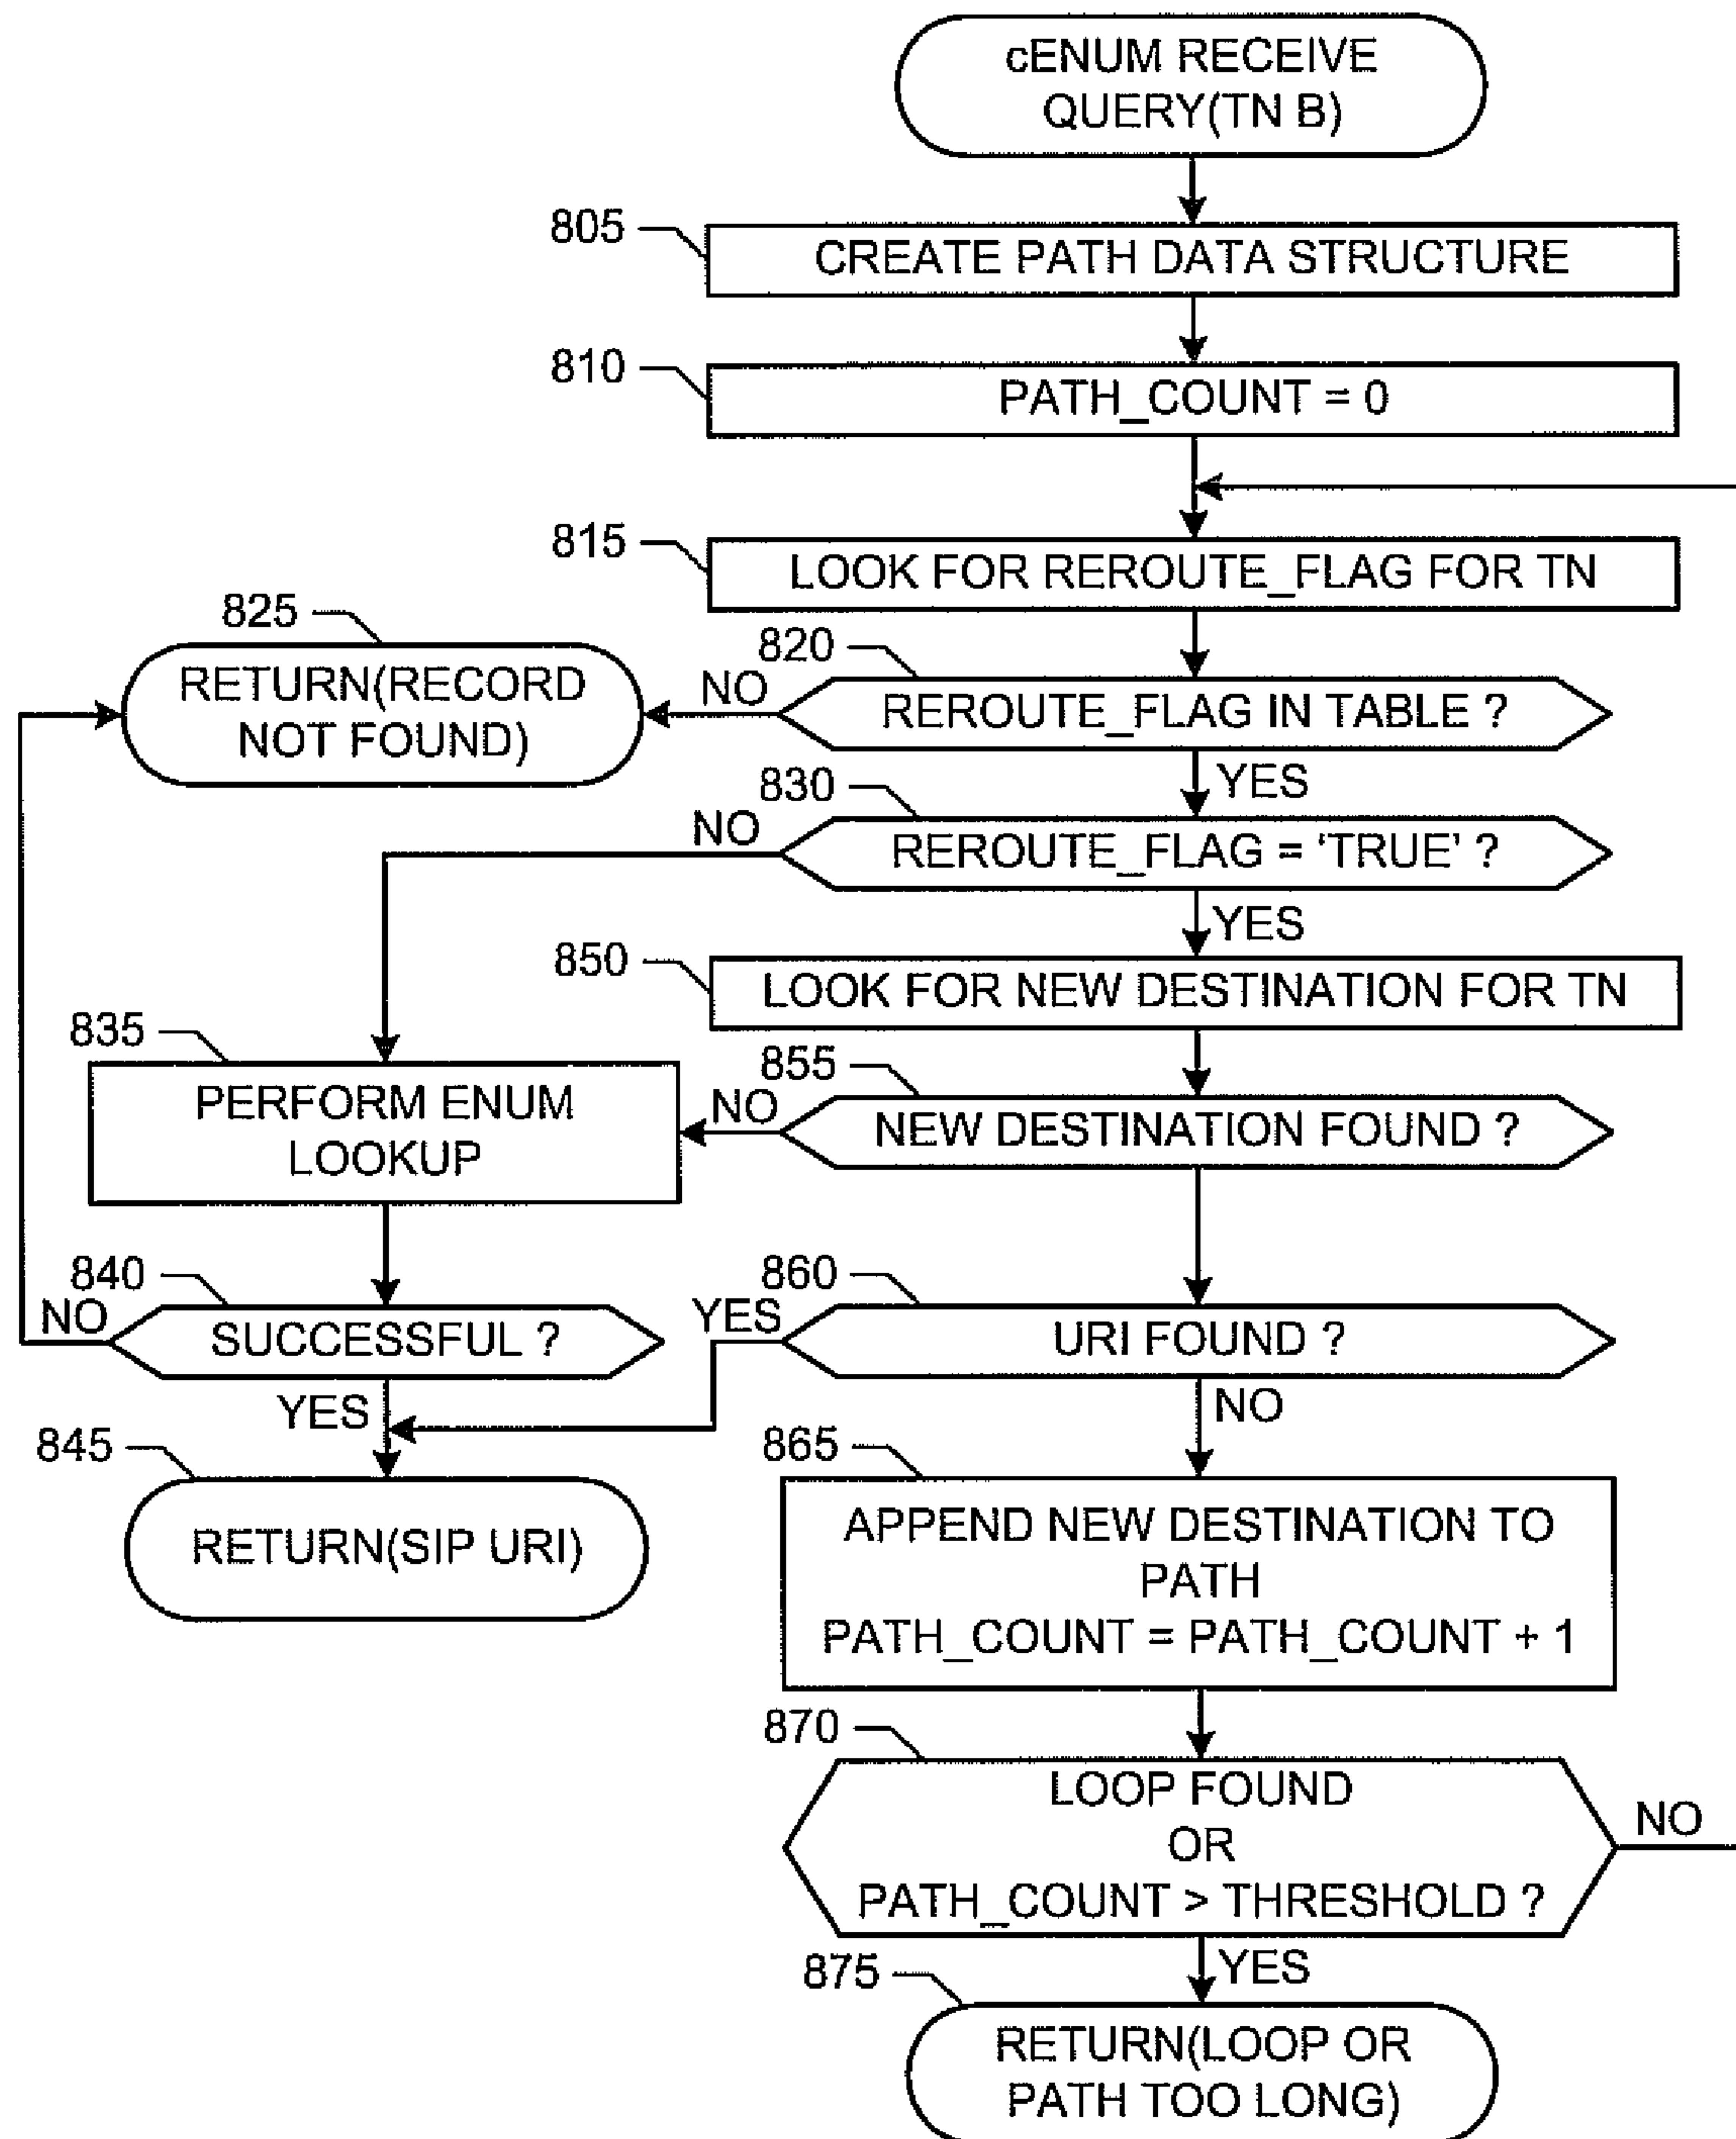 cENUM RECEIVE
QUERY(TN B)
805
CREATE PATH DATA STRUCTURE
810
PATH_COUNT = 0
815
LOOK FOR REROUTE_FLAG FOR TN
825
RETURN(RECORD
NOT FOUND)
820
NO
REROUTE_FLAG IN TABLE ?
YES
830
NO
REROUTE_FLAG = ‘TRUE’ ?
YES
850
LOOK FOR NEW DESTINATION FOR TN
835
PERFORM ENUM
LOOKUP
855
NO
NEW DESTINATION FOUND ?
840
NO
SUCCESSFUL ?
YES
860
YES
URI FOUND ?
NO
845
RETURN(SIP URI)
865
APPEND NEW DESTINATION TO
PATH
PATH_COUNT = PATH_COUNT + 1
870
LOOP FOUND
OR
PATH_COUNT > THRESHOLD ?
NO
YES
875
RETURN(LOOP OR
PATH TOO LONG)